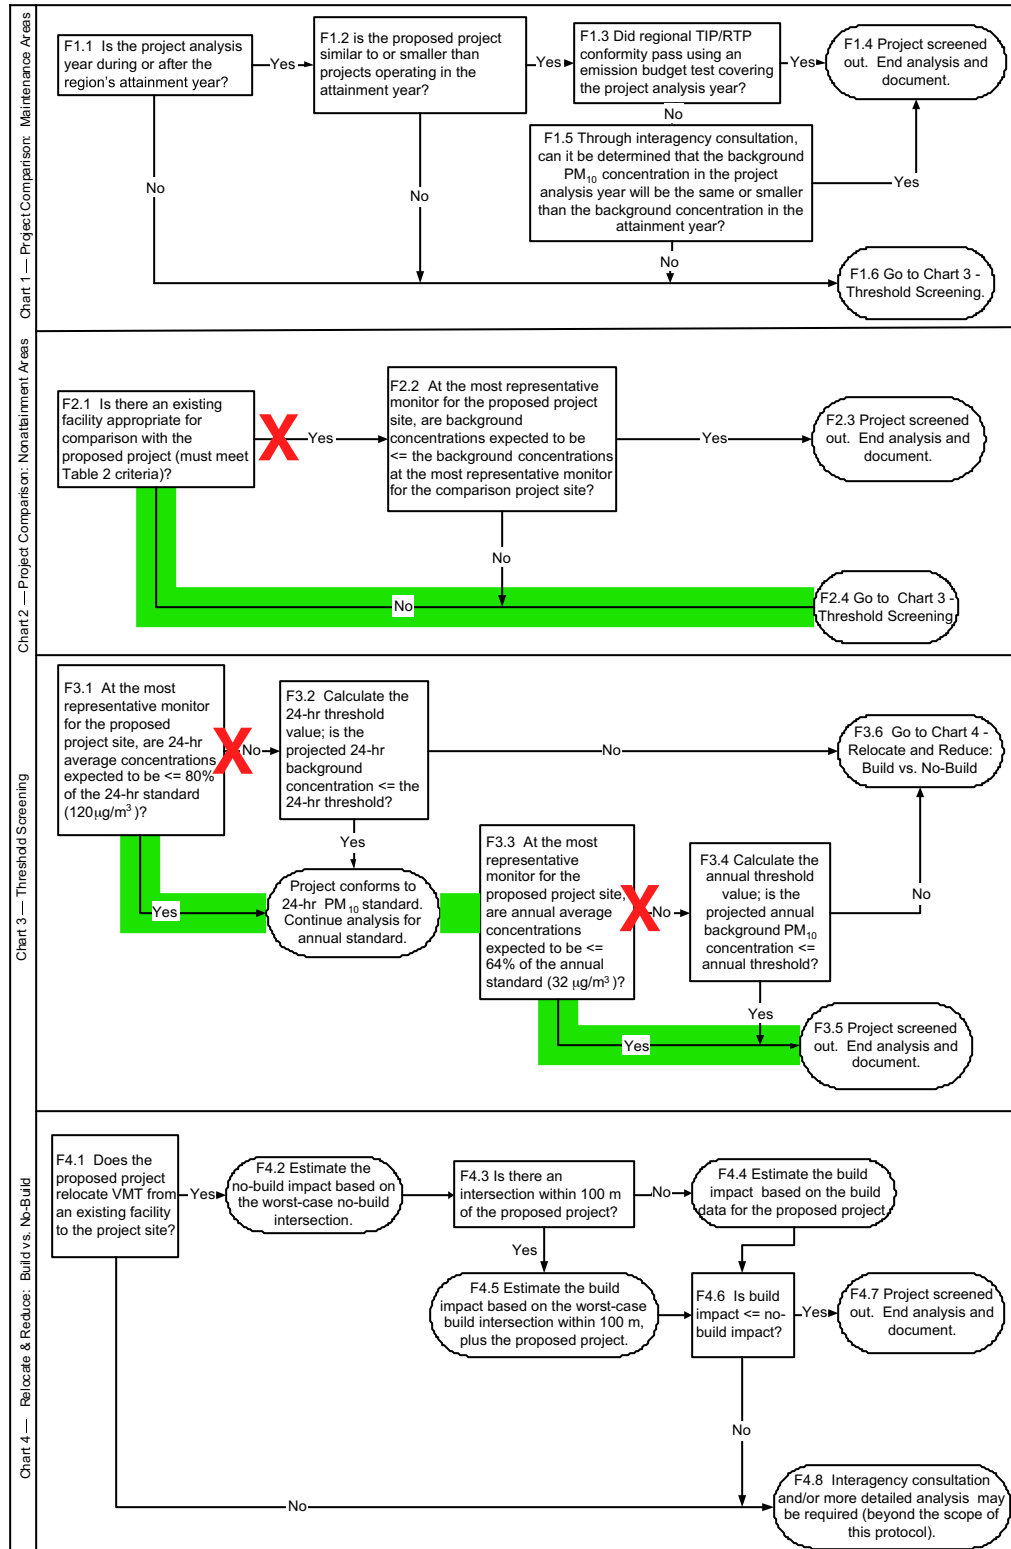 Chart 1 — Project Comparison: Maintenance Areas
F1.1 Is the project analysis
year during or after the
region's attainment year?
Yes
F1.2 is the proposed project
similar to or smaller than
projects operating in the
attainment year?
Yes
F1.3 Did regional TIP/RTP
conformity pass using an
emission budget test covering
the project analysis year?
Yes
F1.4 Project screened
out. End analysis and
document.
No
F1.5 Through interagency consultation,
can it be determined that the background
PM10 concentration in the project
analysis year will be the same or smaller
than the background concentration in the
attainment year?
Yes
No
No
No
F1.6 Go to Chart 3 -
Threshold Screening.
Chart 2 — Project Comparison: Nonattainment Areas
F2.1 Is there an existing
facility appropriate for
comparison with the
proposed project (must meet
Table 2 criteria)?
X
Yes
F2.2 At the most representative
monitor for the proposed project
site, are background
concentrations expected to be
<= the background concentrations
at the most representative monitor
for the comparison project site?
Yes
F2.3 Project screened
out. End analysis and
document.
No
No
F2.4 Go to Chart 3 -
Threshold Screening
Chart 3 — Threshold Screening
F3.1 At the most
representative monitor
for the proposed
project site, are 24-hr
average concentrations
expected to be <= 80%
of the 24-hr standard
(120 µg/m³)?
X
No
F3.2 Calculate the
24-hr threshold
value; is the
projected 24-hr
background
concentration <= the
24-hr threshold?
No
F3.6 Go to Chart 4 -
Relocate and Reduce:
Build vs. No-Build
Yes
Yes
Project conforms to
24-hr PM10 standard.
Continue analysis for
annual standard.
F3.3 At the most
representative
monitor for the
proposed project site,
are annual average
concentrations
expected to be <=
64% of the annual
standard (32 µg/m³)?
X
No
F3.4 Calculate the
annual threshold
value; is the
projected annual
background PM10
concentration <=
annual threshold?
No
Yes
Yes
F3.5 Project screened
out. End analysis and
document.
Chart 4 — Relocate & Reduce: Build vs. No-Build
F4.1 Does the
proposed project
relocate VMT from
an existing facility
to the project site?
Yes
F4.2 Estimate the
no-build impact based on
the worst-case no-build
intersection.
F4.3 Is there an
intersection within 100 m
of the proposed project?
No
F4.4 Estimate the build
impact based on the build
data for the proposed project.
Yes
F4.5 Estimate the build
impact based on the worst-case
build intersection within 100 m,
plus the proposed project.
F4.6 Is build
impact <= no-
build impact?
Yes
F4.7 Project screened
out. End analysis and
document.
No
No
F4.8 Interagency consultation
and/or more detailed analysis may
be required (beyond the scope of
this protocol).